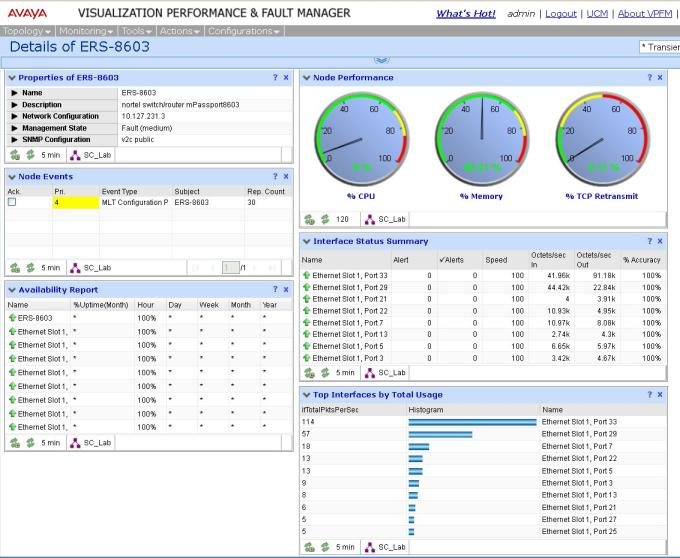 AVAYA VISUALIZATION PERFORMANCE & FAULT MANAGER
What's Hot! admin | Logout | UCM | About VPFM |
Topology Monitoring Tools Actions Configurations
Details of ERS-8603
* Transien
Properties of ERS-8603 ? x
Name ERS-8603
Description nortel switch/router mPassport8603
Network Configuration 10.127.231.3
Management State Fault (medium)
SNMP Configuration v2c public
5 min SC_Lab
Node Events ? x
Ack. Pri. Event Type Subject Rep. Count
4 MLT Configuration P ERS-8603 30
5 min SC_Lab 1 /1
Availability Report ? x
Name %Uptime(Month) Hour Day Week Month Year
ERS-8603 * 100% * * * *
Ethernet Slot 1, * 100% * * * *
Ethernet Slot 1, * 100% * * * *
Ethernet Slot 1, * 100% * * * *
Ethernet Slot 1, * 100% * * * *
Ethernet Slot 1, * 100% * * * *
Ethernet Slot 1, * 100% * * * *
Ethernet Slot 1, * 100% * * * *
Ethernet Slot 1, * 100% * * * *
5 min SC_Lab
Node Performance ? x
0 20 40 60 80 100
% CPU
0 20 40 60 80 100
% Memory
0 20 40 60 80 100
% TCP Retransmit
120 SC_Lab
Interface Status Summary ? x
Name Alert ✓Alerts Speed Octets/sec In Octets/sec Out % Accuracy
Ethernet Slot 1, Port 33 0 0 100 41.96k 91.18k 100%
Ethernet Slot 1, Port 29 0 0 100 44.42k 22.84k 100%
Ethernet Slot 1, Port 21 0 0 100 4 3.91k 100%
Ethernet Slot 1, Port 22 0 0 100 10.93k 4.95k 100%
Ethernet Slot 1, Port 7 0 0 100 10.97k 8.08k 100%
Ethernet Slot 1, Port 13 0 0 100 2.74k 4.3k 100%
Ethernet Slot 1, Port 5 0 0 100 6.65k 5.97k 100%
Ethernet Slot 1, Port 3 0 0 100 3.42k 4.67k 100%
5 min SC_Lab
Top Interfaces by Total Usage ? x
ifTotalPktsPerSec Histogram Name
114 Ethernet Slot 1, Port 33
57 Ethernet Slot 1, Port 29
18 Ethernet Slot 1, Port 7
13 Ethernet Slot 1, Port 22
13 Ethernet Slot 1, Port 5
9 Ethernet Slot 1, Port 3
8 Ethernet Slot 1, Port 13
6 Ethernet Slot 1, Port 21
5 Ethernet Slot 1, Port 27
5 Ethernet Slot 1, Port 25
5 min SC_Lab